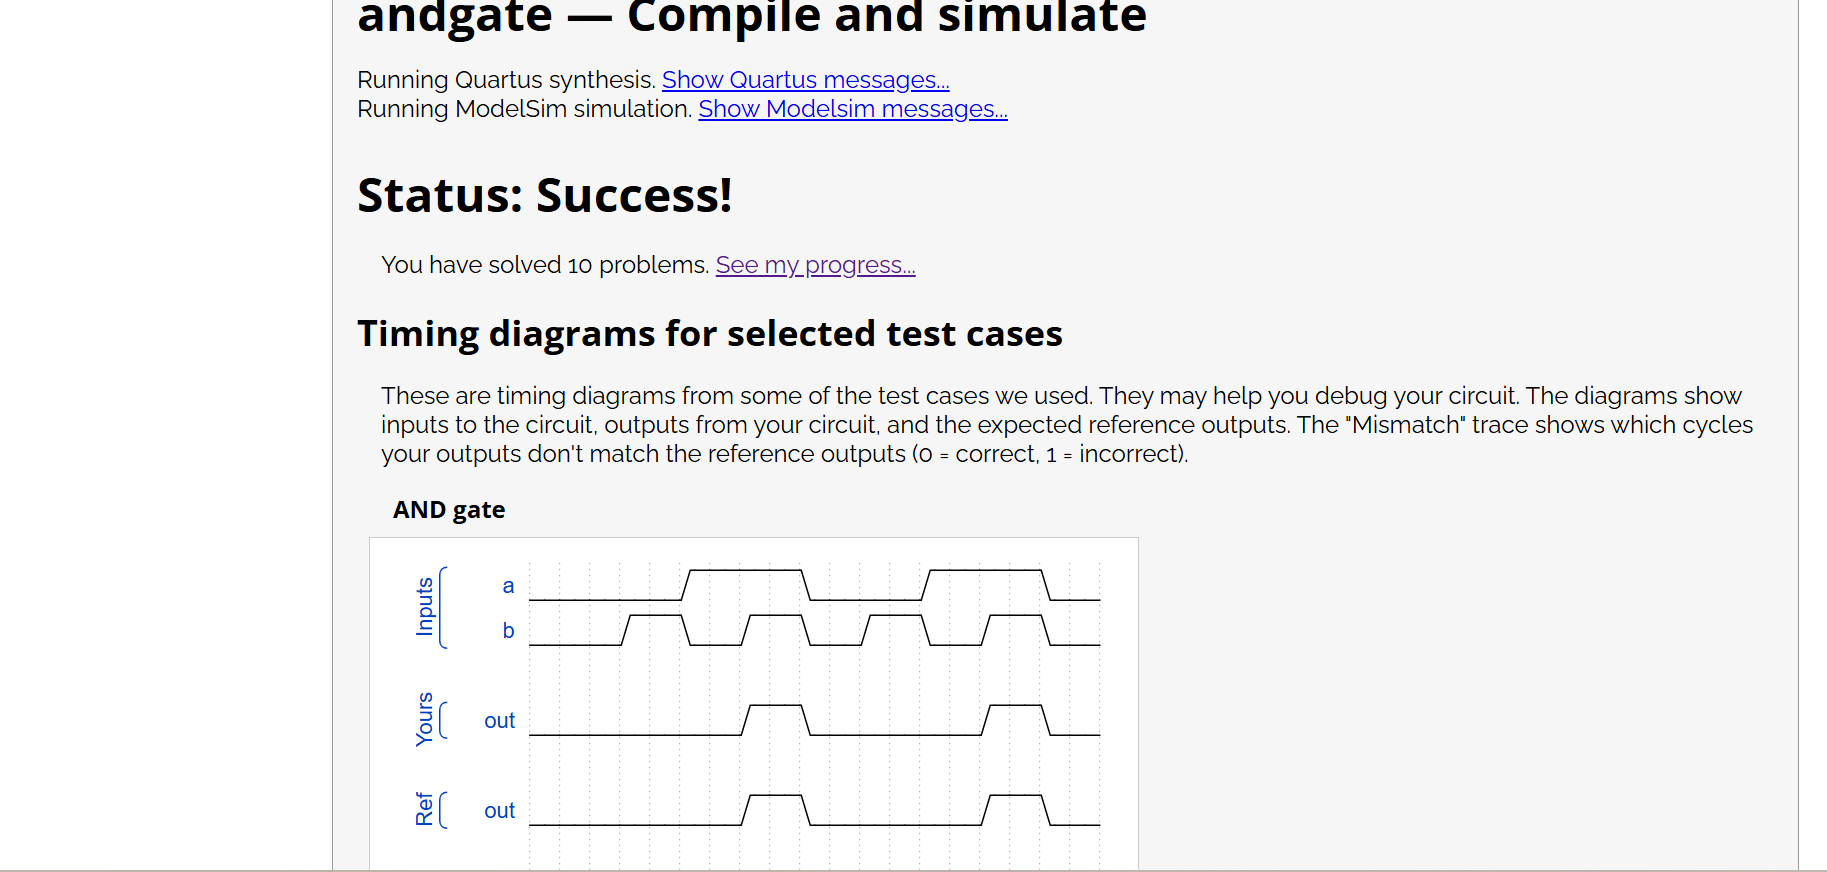 andgate — Compile and simulate
Running Quartus synthesis. Show Quartus messages...
Running ModelSim simulation. Show Modelsim messages...
Status: Success!
You have solved 10 problems. See my progress...
Timing diagrams for selected test cases
These are timing diagrams from some of the test cases we used. They may help you debug your circuit. The diagrams show
inputs to the circuit, outputs from your circuit, and the expected reference outputs. The "Mismatch" trace shows which cycles
your outputs don't match the reference outputs (0 = correct, 1 = incorrect).
AND gate
Inputs
a
b
Yours
out
Ref
out